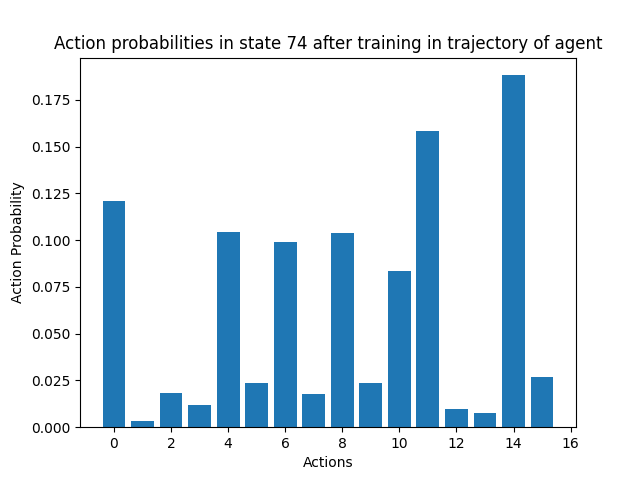 Action probabilities in state 74 after training in trajectory of agent
0.175
0.150
0.125
0.100
0.075
0.050
0.025
0.000
Action Probability
0 2 4 6 8 10 12 14 16
Actions